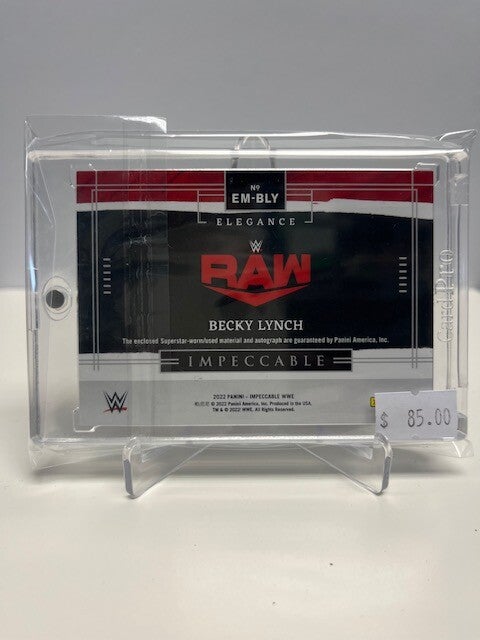 Nº
EM-BLY
ELEGANCE
W
RAW
BECKY LYNCH
The enclosed Superstar-worn/used material and autograph are guaranteed by Panini America, Inc.
IMPECCABLE
2022 PANINI - IMPECCABLE WWE
© 2022 Panini America, Inc. Produced in the USA.
TM & © 2022 WWE. All Rights Reserved.
W
$ 85.00
CardPro